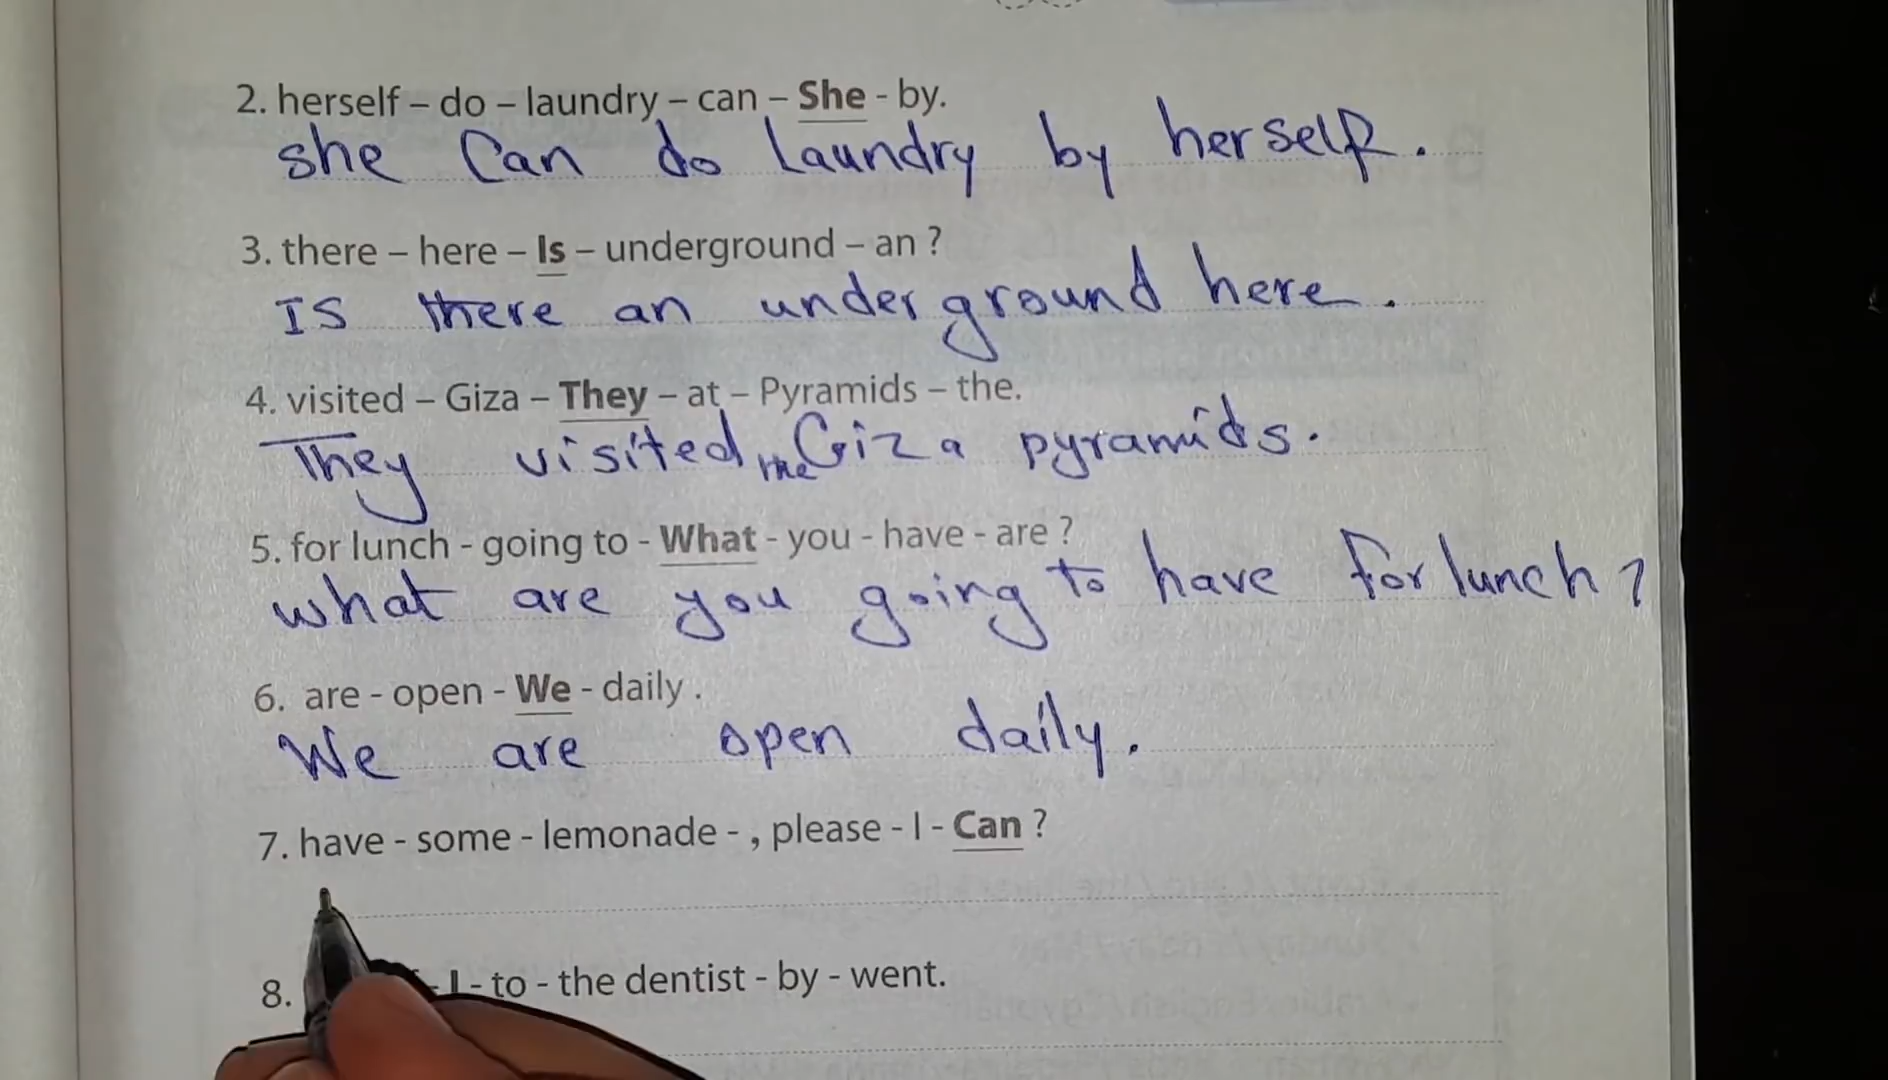 2. herself – do – laundry – can – She - by.
she Can do Laundry by herself.
3. there – here – Is – underground – an ?
IS there an underground here.
4. visited – Giza – They – at – Pyramids – the.
They visited the Giza pyramids.
5. for lunch - going to - What - you - have - are ?
what are you going to have For lunch ?
6. are - open - We - daily .
We are open daily.
7. have - some - lemonade - , please - I - Can ?
8. - I - to - the dentist - by - went.